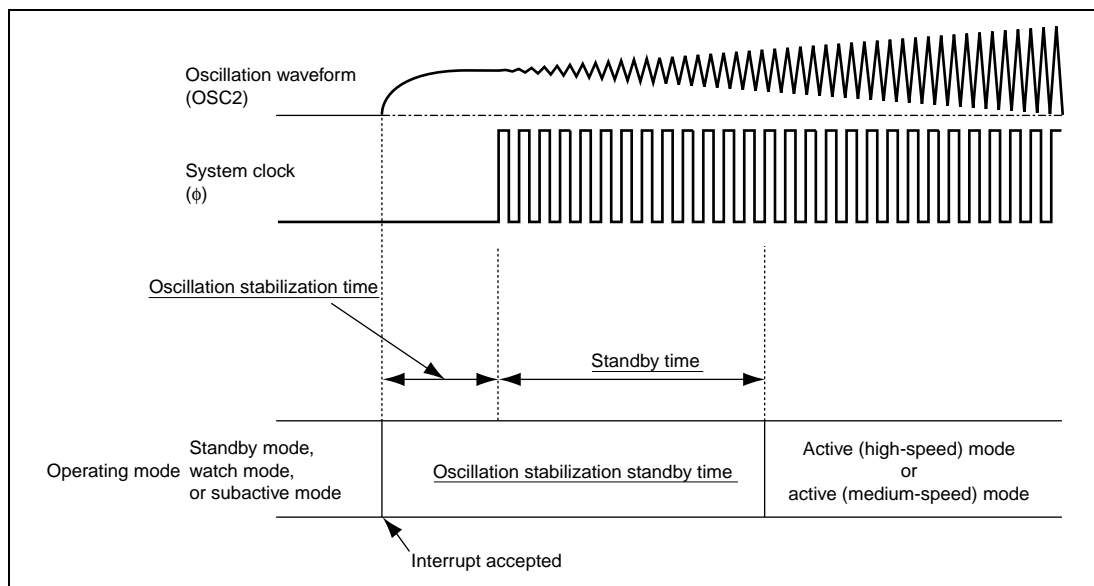 Oscillation waveform
(OSC2)
System clock
(ϕ)
Oscillation stabilization time
Standby time
Operating mode
Standby mode,
watch mode,
or subactive mode
Oscillation stabilization standby time
Active (high-speed) mode
or
active (medium-speed) mode
Interrupt accepted